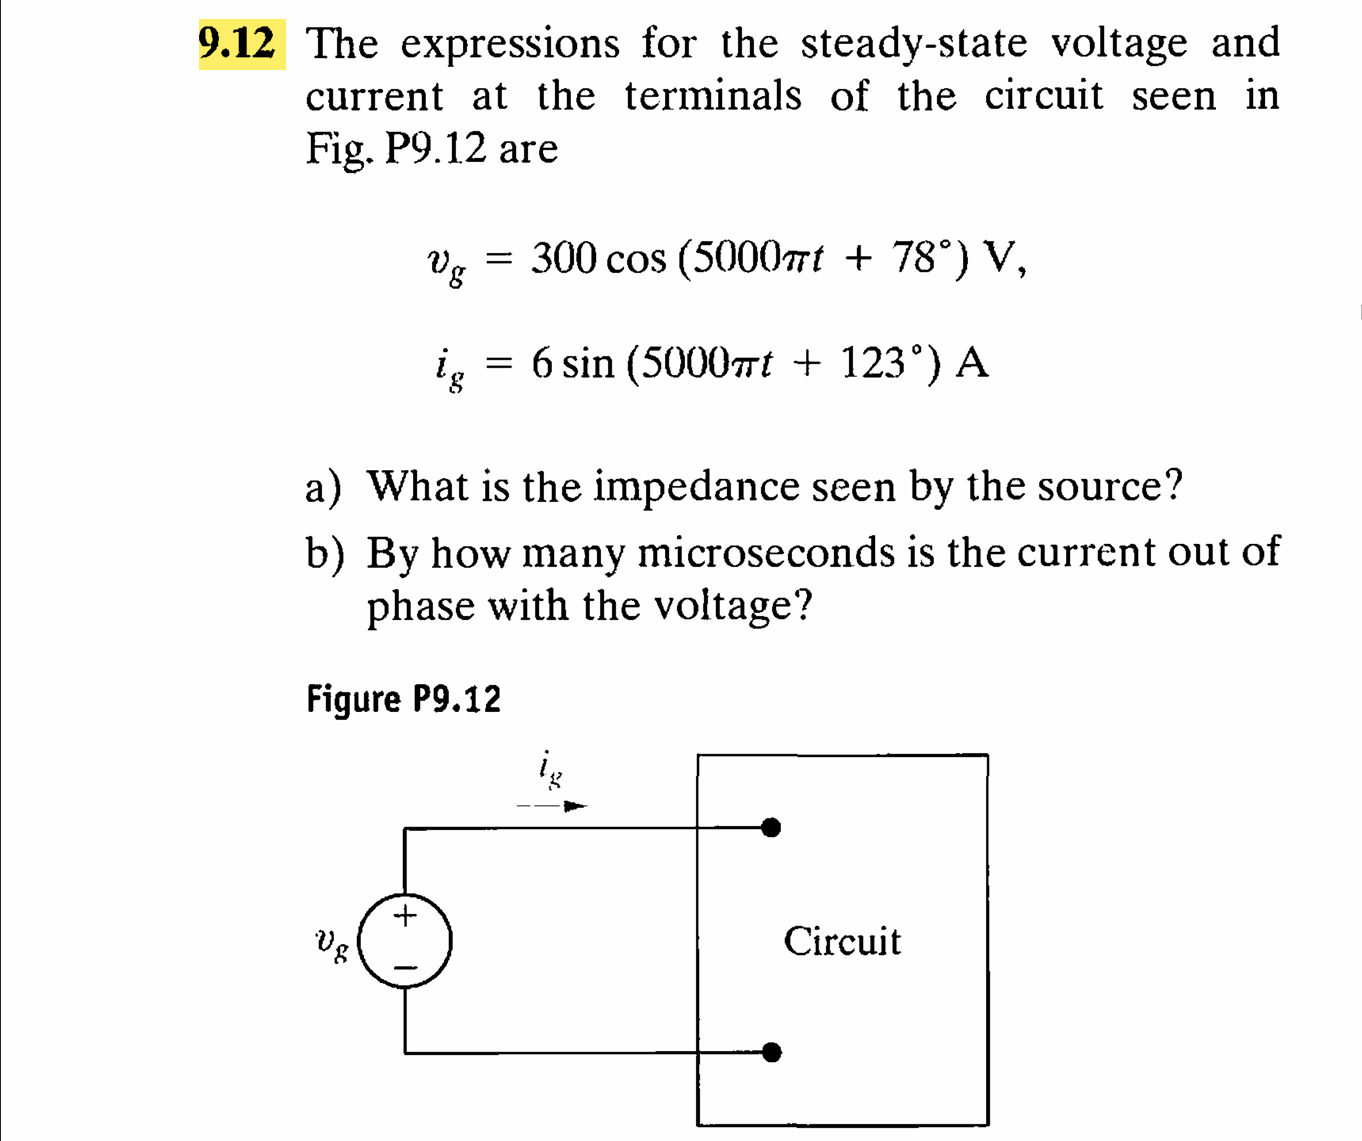 9.12 The expressions for the steady-state voltage and
current at the terminals of the circuit seen in
Fig. P9.12 are
v_g = 300 cos (5000πt + 78°) V,
i_g = 6 sin (5000πt + 123°) A
a) What is the impedance seen by the source?
b) By how many microseconds is the current out of
phase with the voltage?
Figure P9.12
i_g
+
v_g
−
Circuit